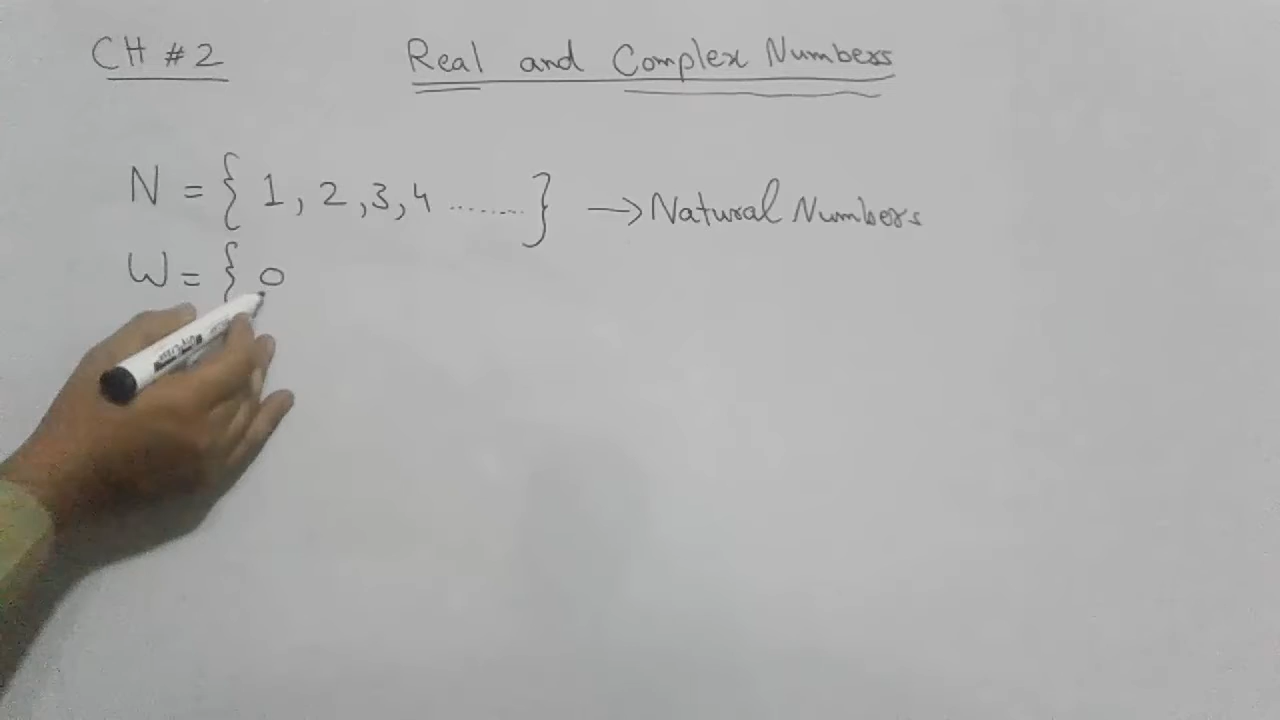 CH # 2
Real and Complex Numbers
N = { 1, 2, 3, 4 ........ } → Natural Numbers
W = { 0